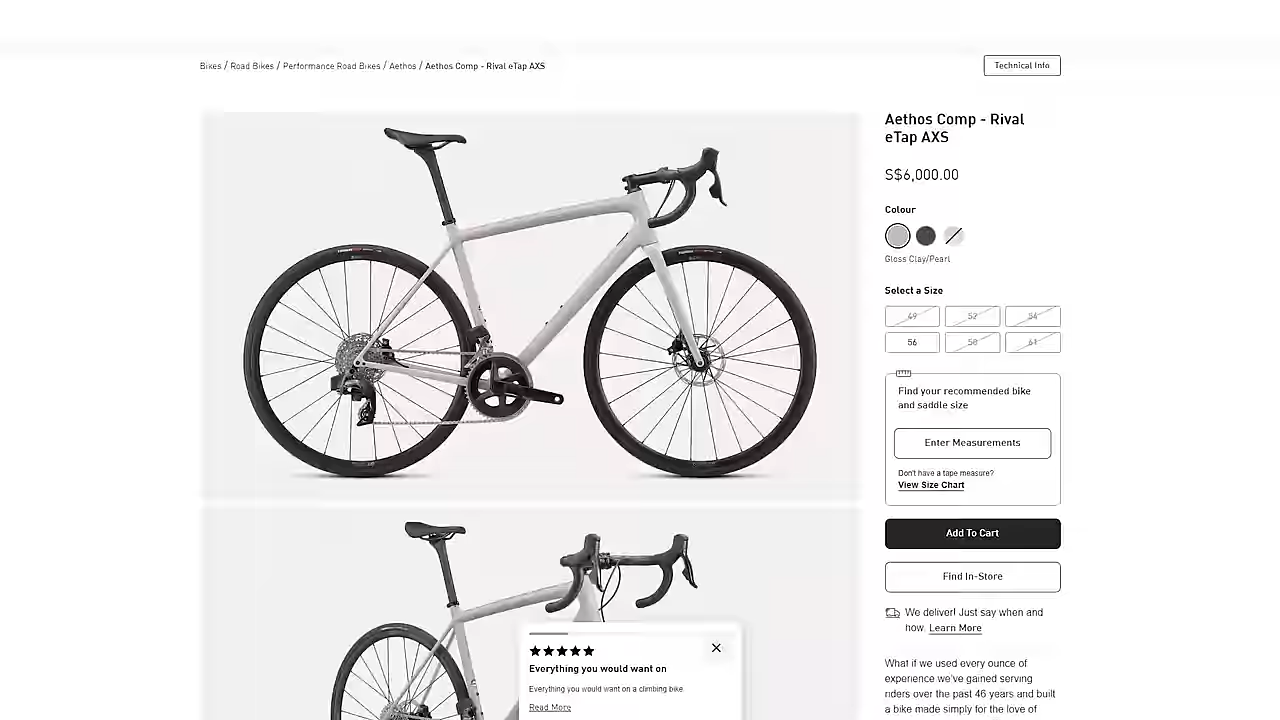 Bikes / Road Bikes / Performance Road Bikes / Aethos / Aethos Comp - Rival eTap AXS
Technical Info
Aethos Comp - Rival
eTap AXS
S$6,000.00
Colour
Gloss Clay/Pearl
Select a Size
49 52 54
56 58 61
Find your recommended bike
and saddle size
Enter Measurements
Don't have a tape measure?
View Size Chart
Add To Cart
Find In-Store
We deliver! Just say when and
how. Learn More
What if we used every ounce of
experience we've gained serving
riders over the past 46 years and built
a bike made simply for the love of
Everything you would want on
Everything you would want on a climbing bike
Read More